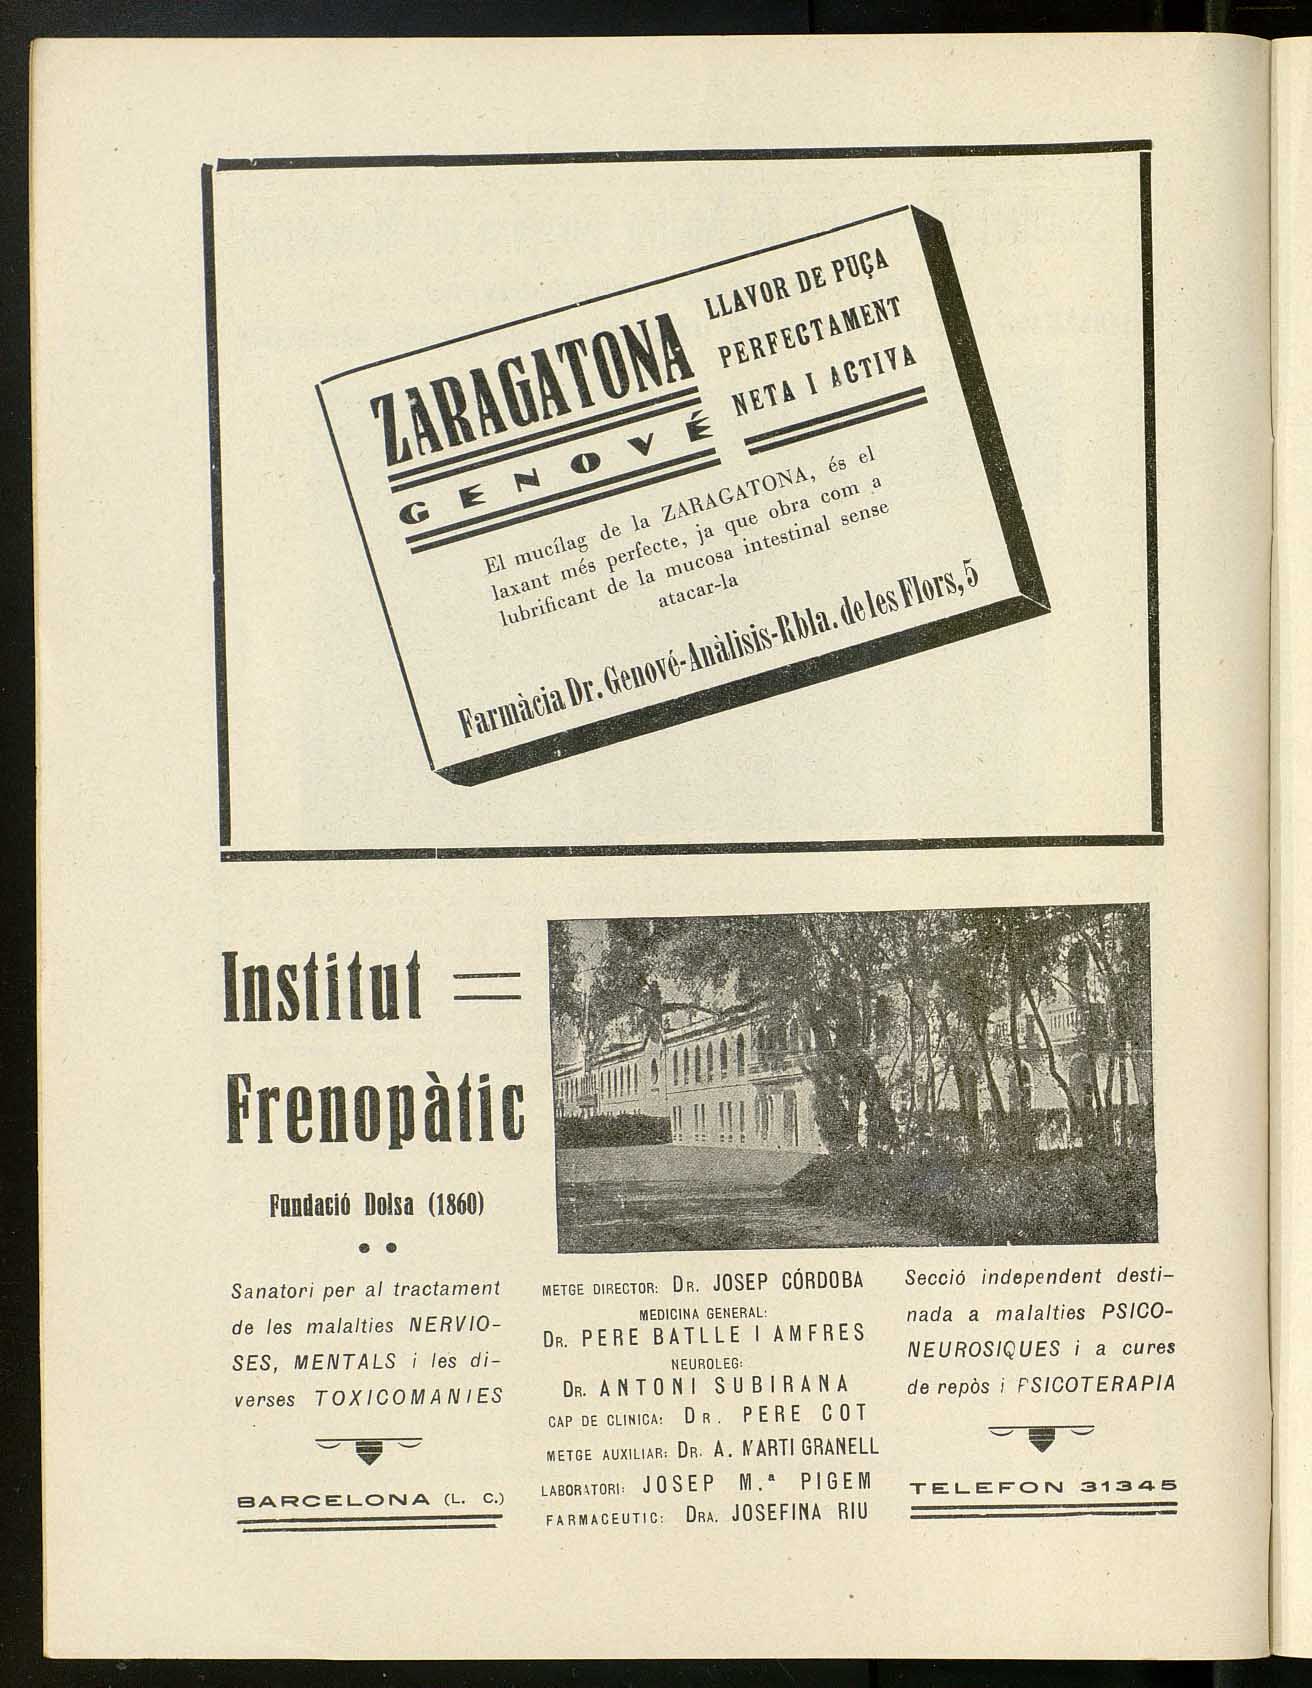 ZARAGATONA
GENOVÉ
LLAVOR DE PUÇA
PERFECTAMENT
NETA I ACTIVA
El mucílag de la ZARAGATONA, és el
laxant més perfecte, ja que obra com a
lubrificant de la mucosa intestinal sense
atacar-la
Farmàcia Dr. Genové-Anàlisis-Rbla. de les Flors, 5
Institut
Frenopàtic
Fundació Dolsa (1860)
Sanatori per al tractament
de les malalties NERVIO-
SES, MENTALS i les di-
verses TOXICOMANIES
BARCELONA (L. C.)
METGE DIRECTOR: DR. JOSEP CÓRDOBA
MEDICINA GENERAL:
DR. PERE BATLLE I AMFRES
NEUROLEG:
DR. ANTONI SUBIRANA
CAP DE CLINICA: DR. PERE COT
METGE AUXILIAR: DR. A. MARTI GRANELL
LABORATORI: JOSEP M.ª PIGEM
FARMACEUTIC: DRA. JOSEFINA RIU
Secció independent desti-
nada a malalties PSICO-
NEUROSIQUES i a cures
de repòs i PSICOTERAPIA
TELEFON 31345